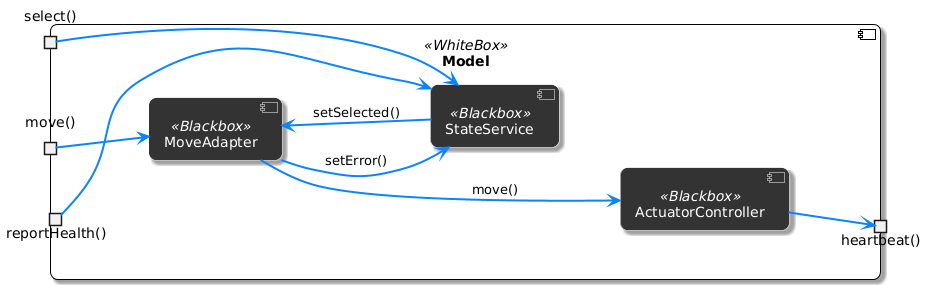 select()
«WhiteBox»
Model
move()
«Blackbox»
MoveAdapter
setSelected()
setError()
«Blackbox»
StateService
move()
«Blackbox»
ActuatorController
reportHealth()
heartbeat()